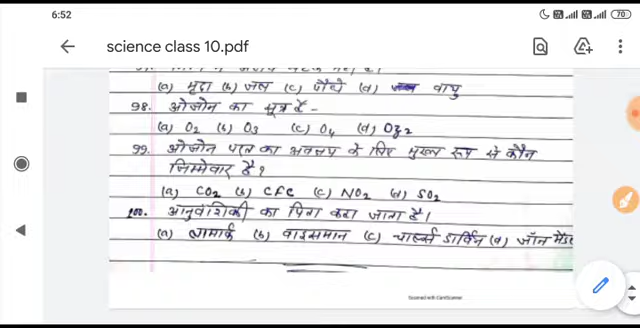 6:52
70
science class 10.pdf
(a) मृदा (b) जल (c) पौधे (d) वायु
98. ओजोन का सूत्र है -
(a) O2 (b) O3 (c) O4 (d) O
99. ओजोन परत का अवक्षय के लिए मुख्य रूप से कौन
जिम्मेवार है?
(a) CO2 (b) CFC (c) NO2 (d) SO2
100. आनुवांशिकी का पिता कहा जाता है।
(a) लामार्क (b) वाइसमान (c) चार्ल्स डार्विन (d) जॉन मेंडल
Scanned with CamScanner